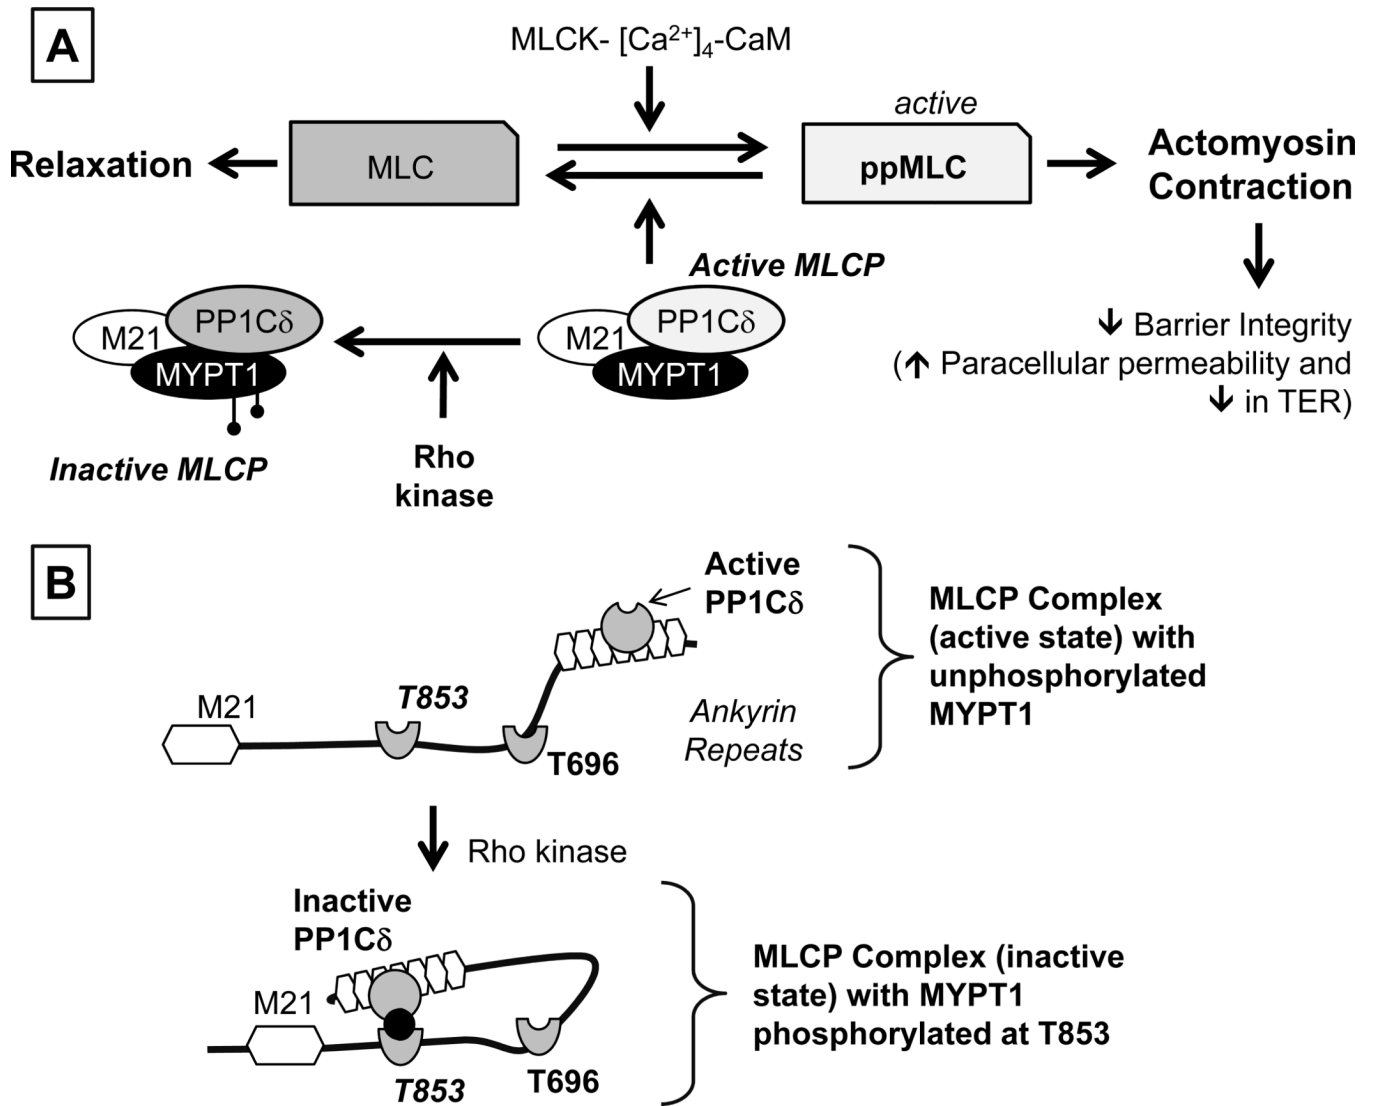 A
MLCK- [Ca²⁺]₄-CaM
active
Relaxation
MLC
ppMLC
Actomyosin
Contraction
Active MLCP
M21
PP1Cδ
MYPT1
M21
PP1Cδ
MYPT1
↓ Barrier Integrity
(↑ Paracellular permeability and
↓ in TER)
Inactive MLCP
Rho
kinase
B
Active
PP1Cδ
MLCP Complex
(active state) with
unphosphorylated
MYPT1
M21
T853
T696
Ankyrin
Repeats
Rho kinase
Inactive
PP1Cδ
M21
T853
T696
MLCP Complex (inactive
state) with MYPT1
phosphorylated at T853